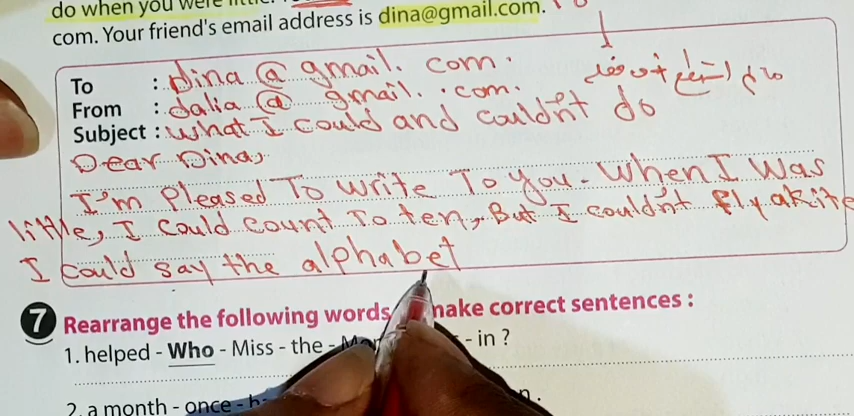 do when you were little.
com. Your friend's email address is dina@gmail.com.
To : Dina @ gmail. com.
From : dalia @ gmail. .com.
Subject : What I could and couldn't do
Dear Dina,
I'm pleased To write To you. When I was
little, I could count To ten, But I couldn't fly a kite
I could say the alphabet
7 Rearrange the following words make correct sentences :
1. helped - Who - Miss - the - - in ?
2. a month - once -